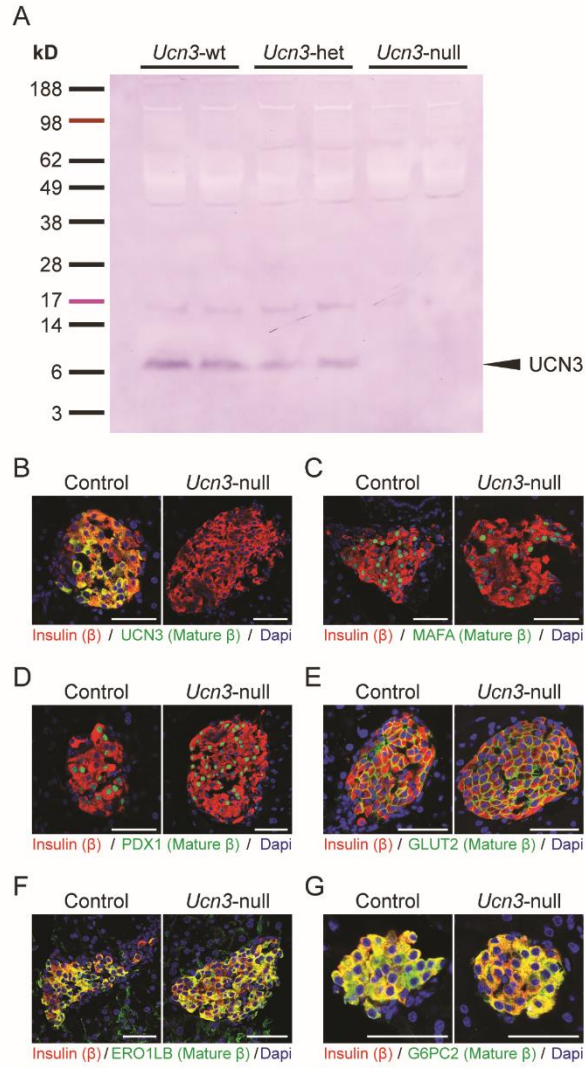 A
kD
Ucn3-wt Ucn3-het Ucn3-null
188
98
62
49
38
28
17
14
6
3
UCN3
B Control Ucn3-null
Insulin (β) / UCN3 (Mature β) / Dapi
C Control Ucn3-null
Insulin (β) / MAFA (Mature β) / Dapi
D Control Ucn3-null
Insulin (β) / PDX1 (Mature β) / Dapi
E Control Ucn3-null
Insulin (β) / GLUT2 (Mature β) / Dapi
F Control Ucn3-null
Insulin (β) / ERO1LB (Mature β) / Dapi
G Control Ucn3-null
Insulin (β) / G6PC2 (Mature β) / Dapi